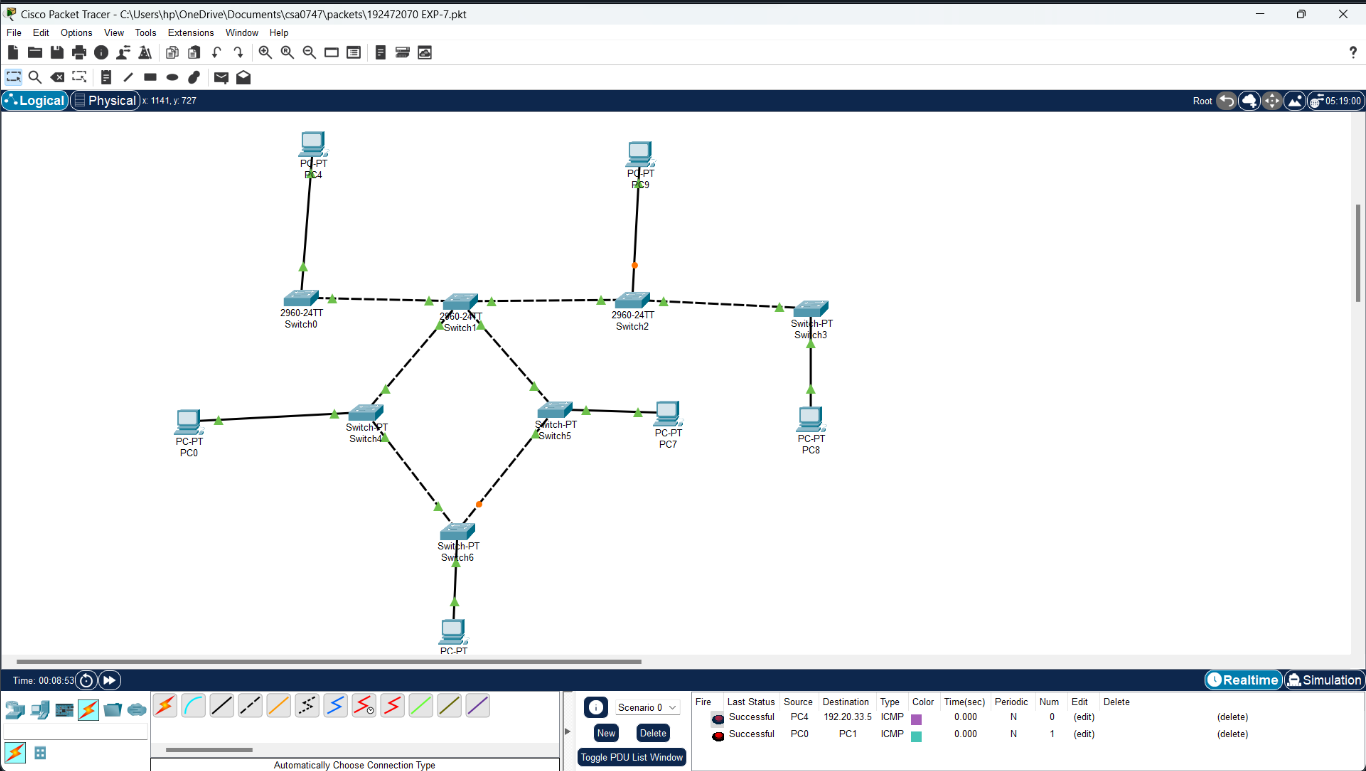 Cisco Packet Tracer - C:\Users\hp\OneDrive\Documents\csa0747\packets\192472070 EXP-7.pkt
File Edit Options View Tools Extensions Window Help
Logical Physical x: 1141, y: 727 Root 05:19:00
PC-PT
PC4
PC-PT
PC9
2960-24TT
Switch0
2960-24TT
Switch1
2960-24TT
Switch2
Switch-PT
Switch3
PC-PT
PC0
Switch-PT
Switch4
Switch-PT
Switch5
PC-PT
PC7
PC-PT
PC8
Switch-PT
Switch6
PC-PT
Time: 00:08:53 Realtime Simulation
Scenario 0
New Delete
Toggle PDU List Window
Automatically Choose Connection Type
Fire Last Status Source Destination Type Color Time(sec) Periodic Num Edit Delete
Successful PC4 192.20.33.5 ICMP 0.000 N 0 (edit) (delete)
Successful PC0 PC1 ICMP 0.000 N 1 (edit) (delete)